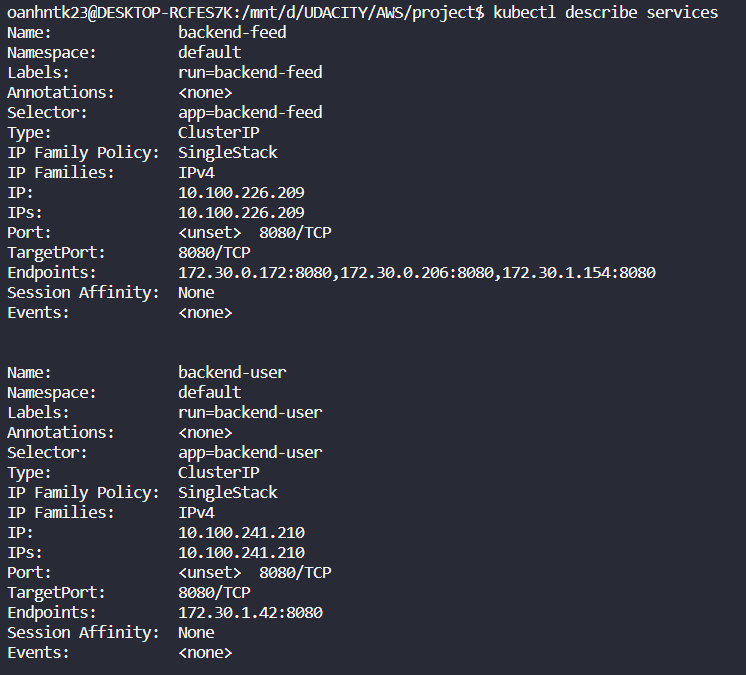 oanhntk23@DESKTOP-RCFES7K:/mnt/d/UDACITY/AWS/project$ kubectl describe services
Name:              backend-feed
Namespace:         default
Labels:            run=backend-feed
Annotations:       <none>
Selector:          app=backend-feed
Type:              ClusterIP
IP Family Policy:  SingleStack
IP Families:       IPv4
IP:                10.100.226.209
IPs:               10.100.226.209
Port:              <unset>  8080/TCP
TargetPort:        8080/TCP
Endpoints:         172.30.0.172:8080,172.30.0.206:8080,172.30.1.154:8080
Session Affinity:  None
Events:            <none>
Name:              backend-user
Namespace:         default
Labels:            run=backend-user
Annotations:       <none>
Selector:          app=backend-user
Type:              ClusterIP
IP Family Policy:  SingleStack
IP Families:       IPv4
IP:                10.100.241.210
IPs:               10.100.241.210
Port:              <unset>  8080/TCP
TargetPort:        8080/TCP
Endpoints:         172.30.1.42:8080
Session Affinity:  None
Events:            <none>